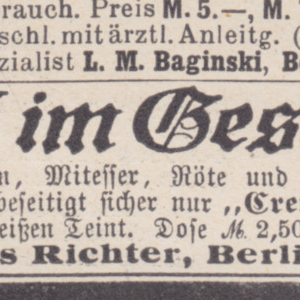 rauch. Preis M. 5.—, M.
schl. mit ärztl. Anleitg. (
zialist L. M. Baginski, B
im Ges
n, Mitesser, Röte und
beseitigt sicher nur „Cre
eißen Teint. Dose M. 2,50
s Richter, Berli